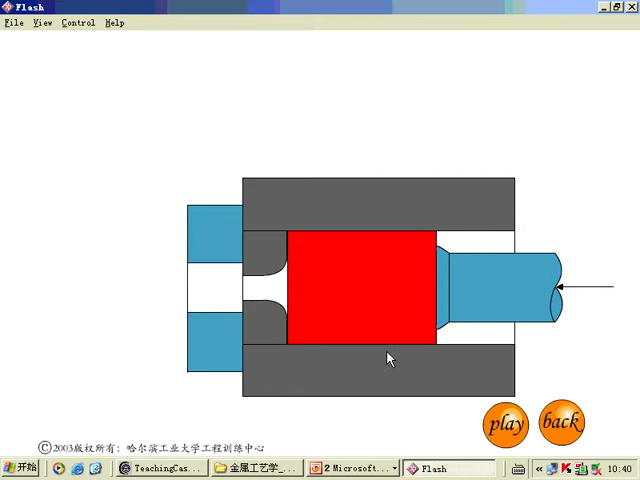 Flash
File View Control Help
play back
©2003版权所有：哈尔滨工业大学工程训练中心
开始 TeachingCas... 金属工艺学_... 2 Microsoft... Flash « 10:40